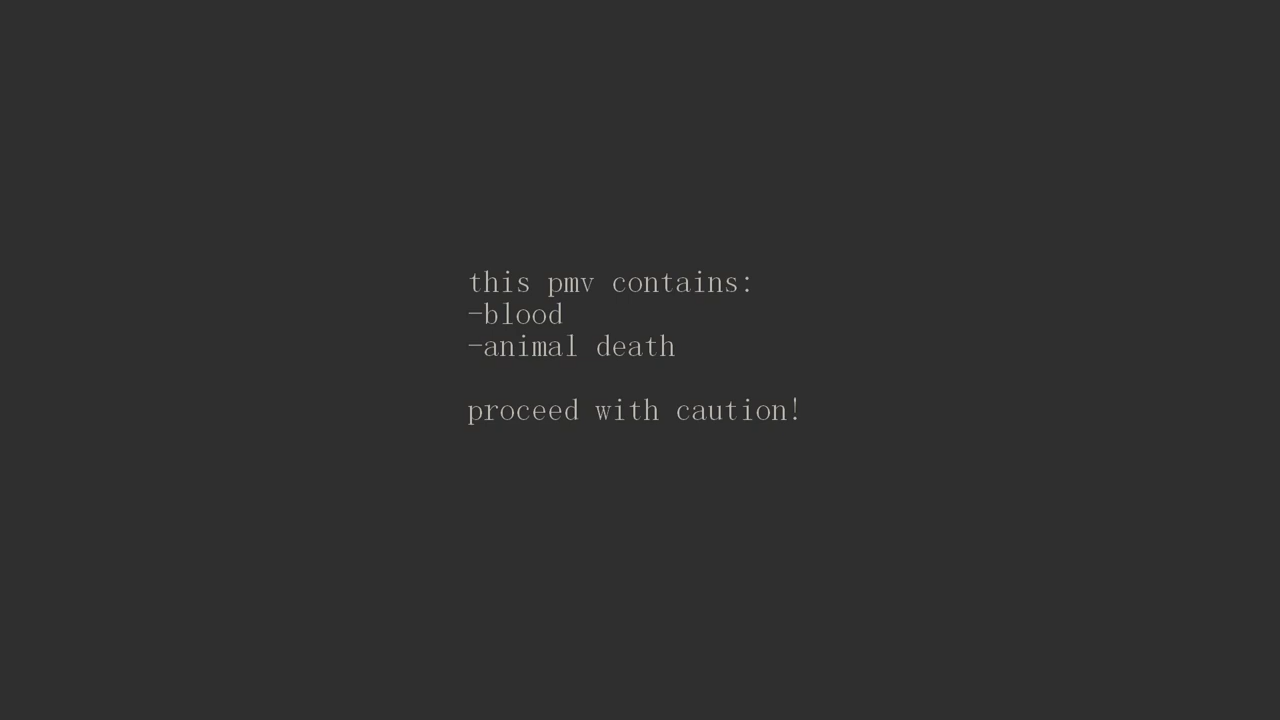 this pmv contains:
-blood
-animal death
proceed with caution!